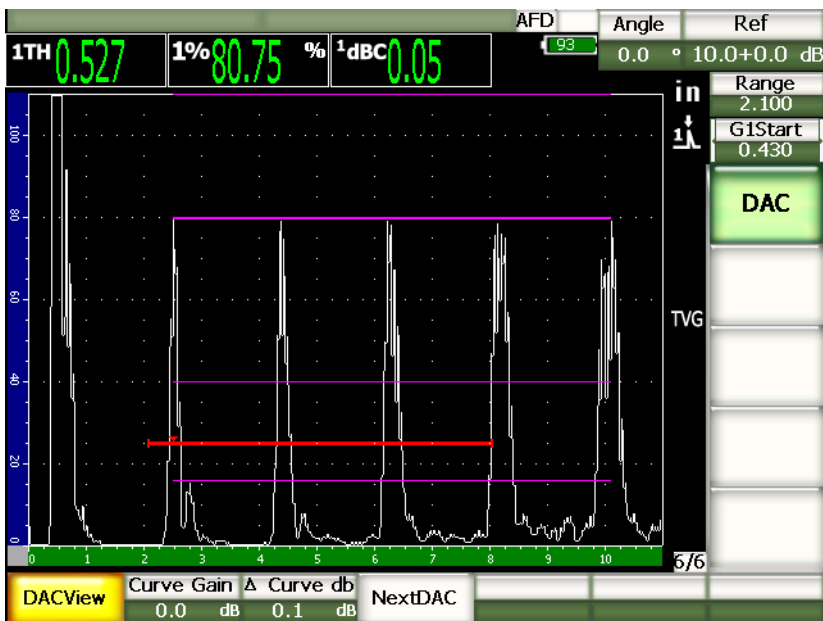 AFD
Angle Ref
1TH 0.527 1% 80.75 % 1dBC 0.05
93
0.0 ° 10.0+0.0 dB
in
Range
2.100
1
G1Start
0.430
DAC
100
80
60
40
20
0
TVG
0 1 2 3 4 5 6 7 8 9 10
6/6
DACView
Curve Gain Δ Curve db
0.0 dB 0.1 dB
NextDAC